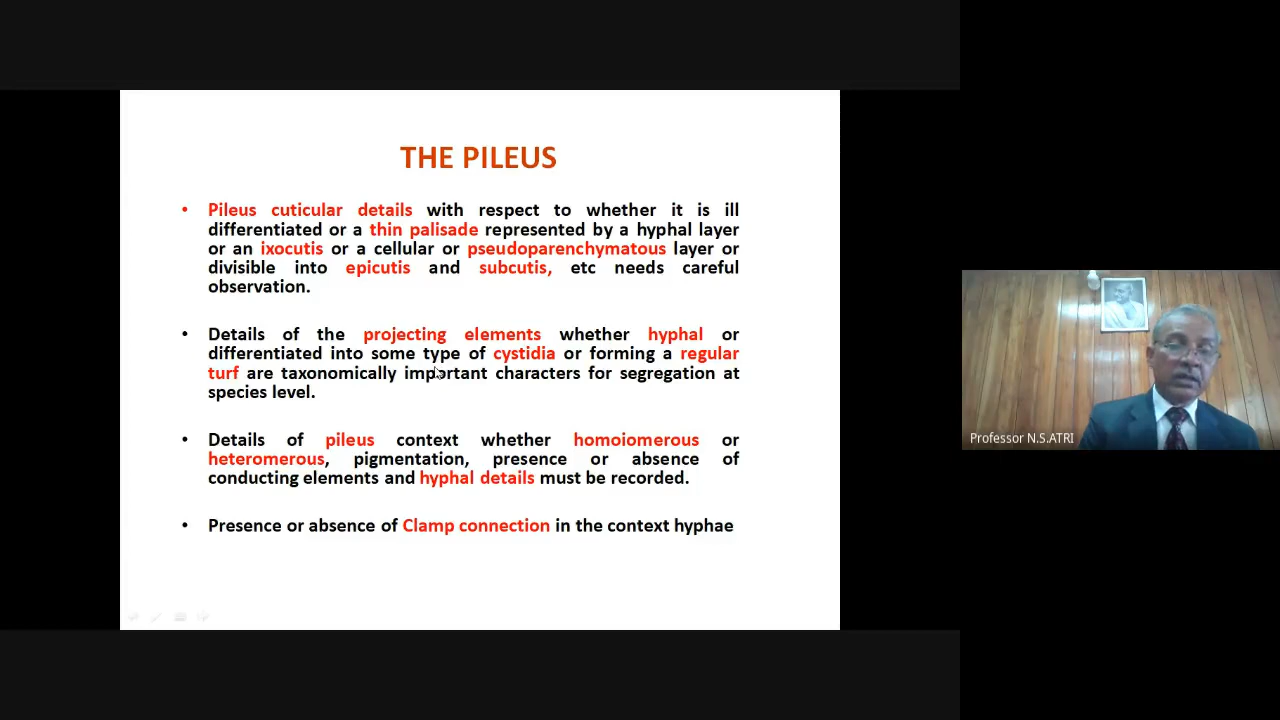 THE PILEUS
• Pileus cuticular details with respect to whether it is ill
differentiated or a thin palisade represented by a hyphal layer
or an ixocutis or a cellular or pseudoparenchymatous layer or
divisible into epicutis and subcutis, etc needs careful
observation.
• Details of the projecting elements whether hyphal or
differentiated into some type of cystidia or forming a regular
turf are taxonomically important characters for segregation at
species level.
• Details of pileus context whether homoiomerous or
heteromerous, pigmentation, presence or absence of
conducting elements and hyphal details must be recorded.
• Presence or absence of Clamp connection in the context hyphae
Professor N.S.ATRI